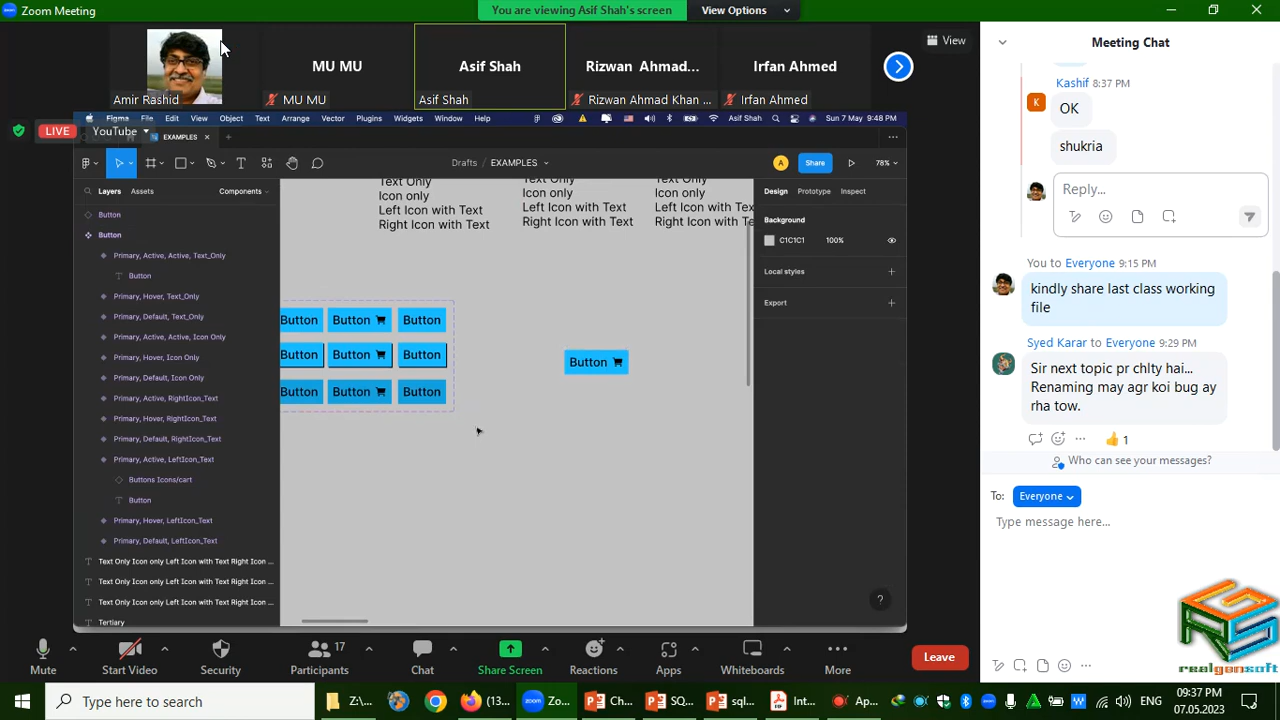 Zoom Meeting
You are viewing Asif Shah's screen
View Options
View
MU MU
Asif Shah
Rizwan Ahmad...
Irfan Ahmed
Amir Rashid
MU MU
Asif Shah
Rizwan Ahmad Khan ...
Irfan Ahmed
LIVE
YouTube
Figma File Edit View Object Text Arrange Vector Plugins Widgets Window Help
Asif Shah
Sun 7 May 9:48 PM
EXAMPLES
Drafts / EXAMPLES
A
Share
78%
Layers
Assets
Components
Button
Button
Primary, Active, Active, Text_Only
Button
Primary, Hover, Text_Only
Primary, Default, Text_Only
Primary, Active, Active, Icon Only
Primary, Hover, Icon Only
Primary, Default, Icon Only
Primary, Active, RightIcon_Text
Primary, Hover, RightIcon_Text
Primary, Default, RightIcon_Text
Primary, Active, LeftIcon_Text
Buttons Icons/cart
Button
Primary, Hover, LeftIcon_Text
Primary, Default, LeftIcon_Text
Text Only Icon only Left Icon with Text Right Icon ...
Text Only Icon only Left Icon with Text Right Icon ...
Text Only Icon only Left Icon with Text Right Icon ...
Tertiary
Text Only
Icon only
Left Icon with Text
Right Icon with Text
Text Only
Icon only
Left Icon with Text
Right Icon with Text
Text Only
Icon only
Left Icon with Tex
Right Icon with Te
Button Button Button
Button Button Button
Button Button Button
Button
Design
Prototype
Inspect
Background
C1C1C1
100%
Local styles
Export
?
Meeting Chat
Kashif 8:37 PM
K
OK
shukria
Reply...
You to Everyone 9:15 PM
kindly share last class working
file
Syed Karar to Everyone 9:29 PM
Sir next topic pr chlty hai...
Renaming may agr koi bug ay
rha tow.
1
Who can see your messages?
To: Everyone
Type message here...
realgensoft
Mute
Start Video
Security
17
Participants
Chat
Share Screen
Reactions
Apps
Whiteboards
More
Leave
Type here to search
Z:\...
(13...
Zo...
Ch...
SQ...
sql...
Int...
Ap...
ENG
09:37 PM
07.05.2023